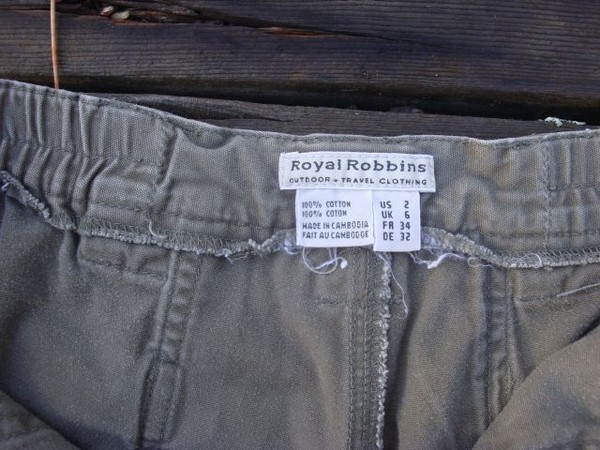 Royal Robbins
OUTDOOR + TRAVEL CLOTHING
100% COTTON
100% COTON
MADE IN CAMBODIA
FAIT AU CAMBODGE
US 2
UK 6
FR 34
DE 32